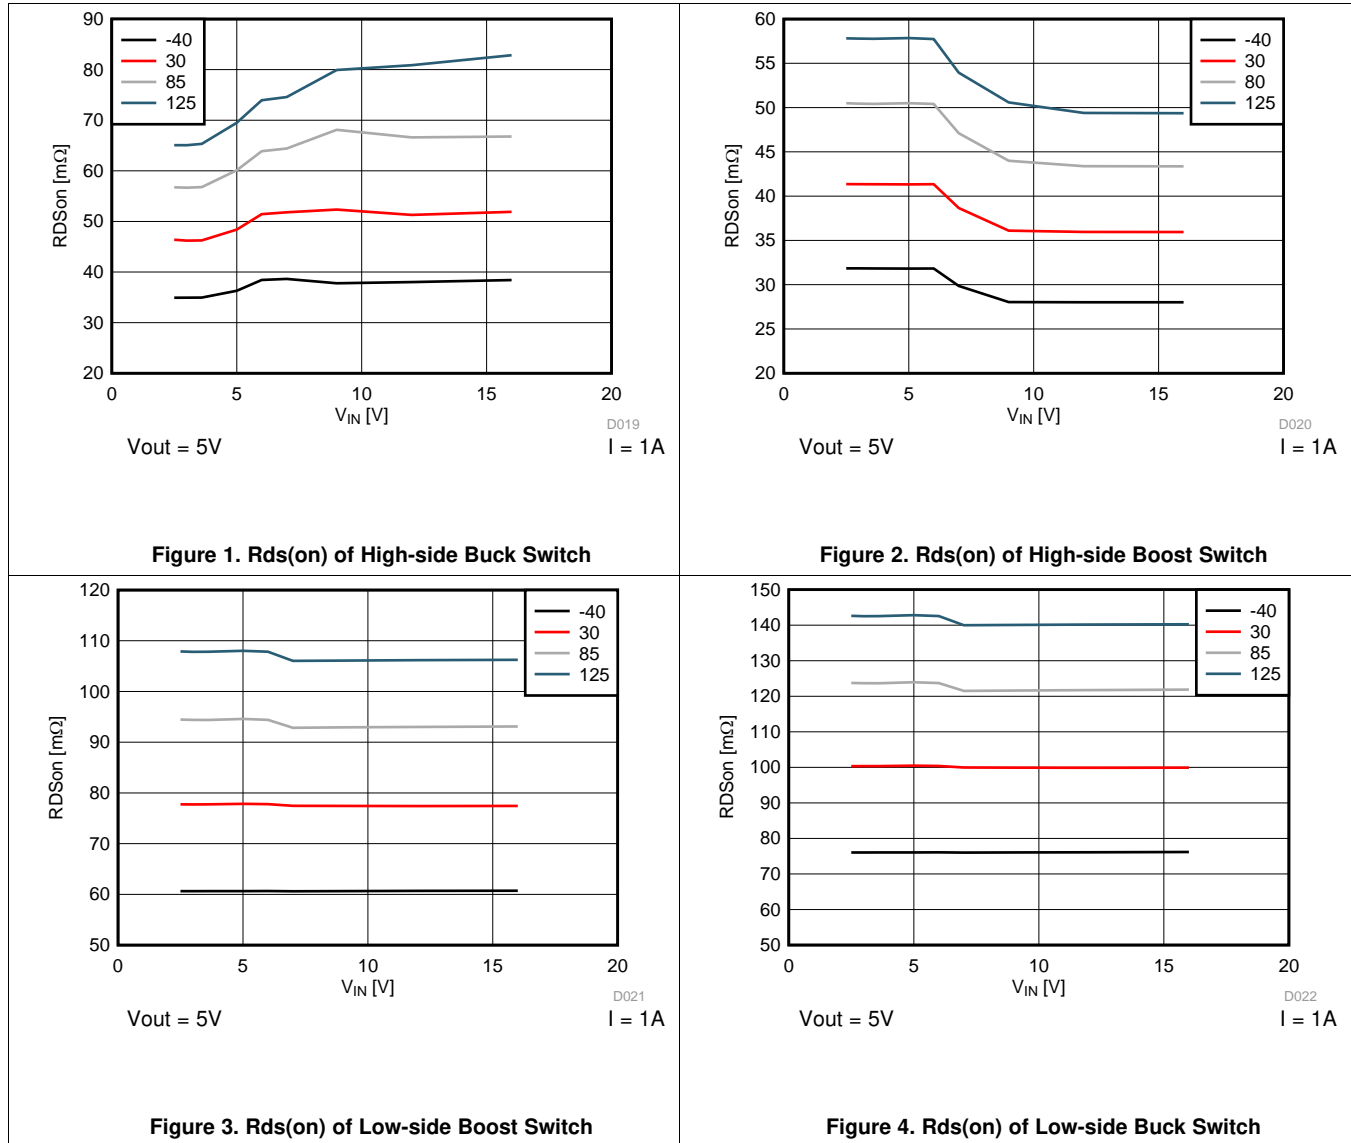 90
80
70
60
50
40
30
20
RDSon [mΩ]
-40
30
85
125
0 5 10 15 20
VIN [V]
D019
Vout = 5V I = 1A
Figure 1. Rds(on) of High-side Buck Switch
60
55
50
45
40
35
30
25
20
RDSon [mΩ]
-40
30
80
125
0 5 10 15 20
VIN [V]
D020
Vout = 5V I = 1A
Figure 2. Rds(on) of High-side Boost Switch
120
110
100
90
80
70
60
50
RDSon [mΩ]
-40
30
85
125
0 5 10 15 20
VIN [V]
D021
Vout = 5V I = 1A
Figure 3. Rds(on) of Low-side Boost Switch
150
140
130
120
110
100
90
80
70
60
50
RDSon [mΩ]
-40
30
85
125
0 5 10 15 20
VIN [V]
D022
Vout = 5V I = 1A
Figure 4. Rds(on) of Low-side Buck Switch